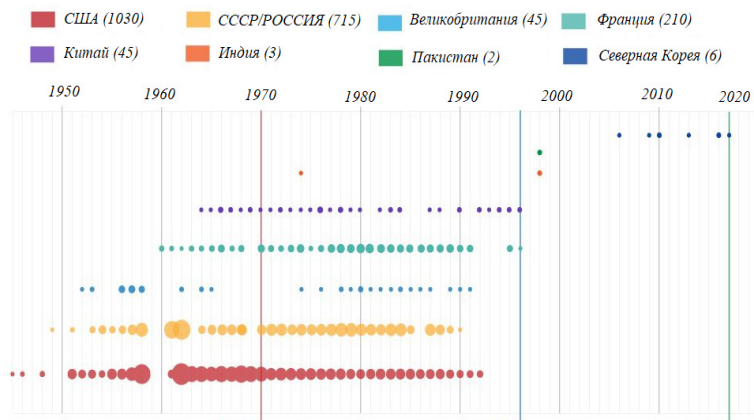 США (1030) СССР/РОССИЯ (715) Великобритания (45) Франция (210)
Китай (45) Индия (3) Пакистан (2) Северная Корея (6)
1950 1960 1970 1980 1990 2000 2010 2020